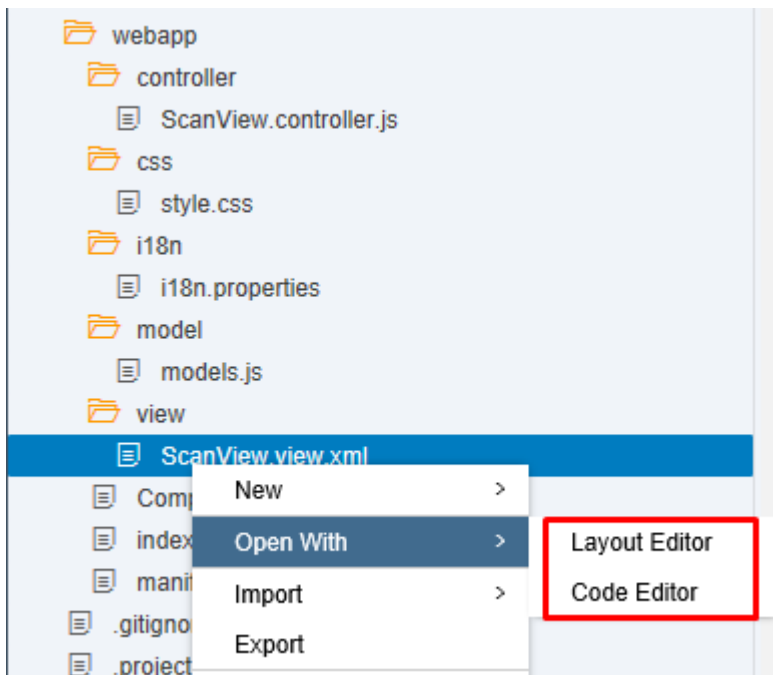 webapp
controller
ScanView.controller.js
css
style.css
i18n
i18n.properties
model
models.js
view
ScanView.view.xml
New
Open With
Layout Editor
Code Editor
Import
Export
.project